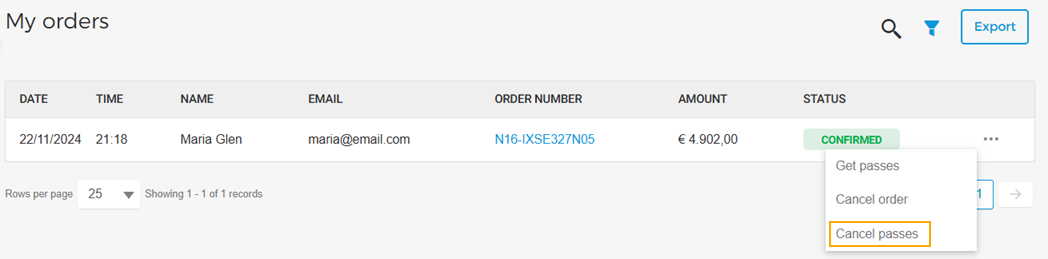 My orders
Export
DATE TIME NAME EMAIL ORDER NUMBER AMOUNT STATUS
22/11/2024 21:18 Maria Glen maria@email.com N16-IXSE327N05 € 4.902,00 CONFIRMED
Get passes
Rows per page 25 Showing 1 - 1 of 1 records 1
Cancel order
Cancel passes